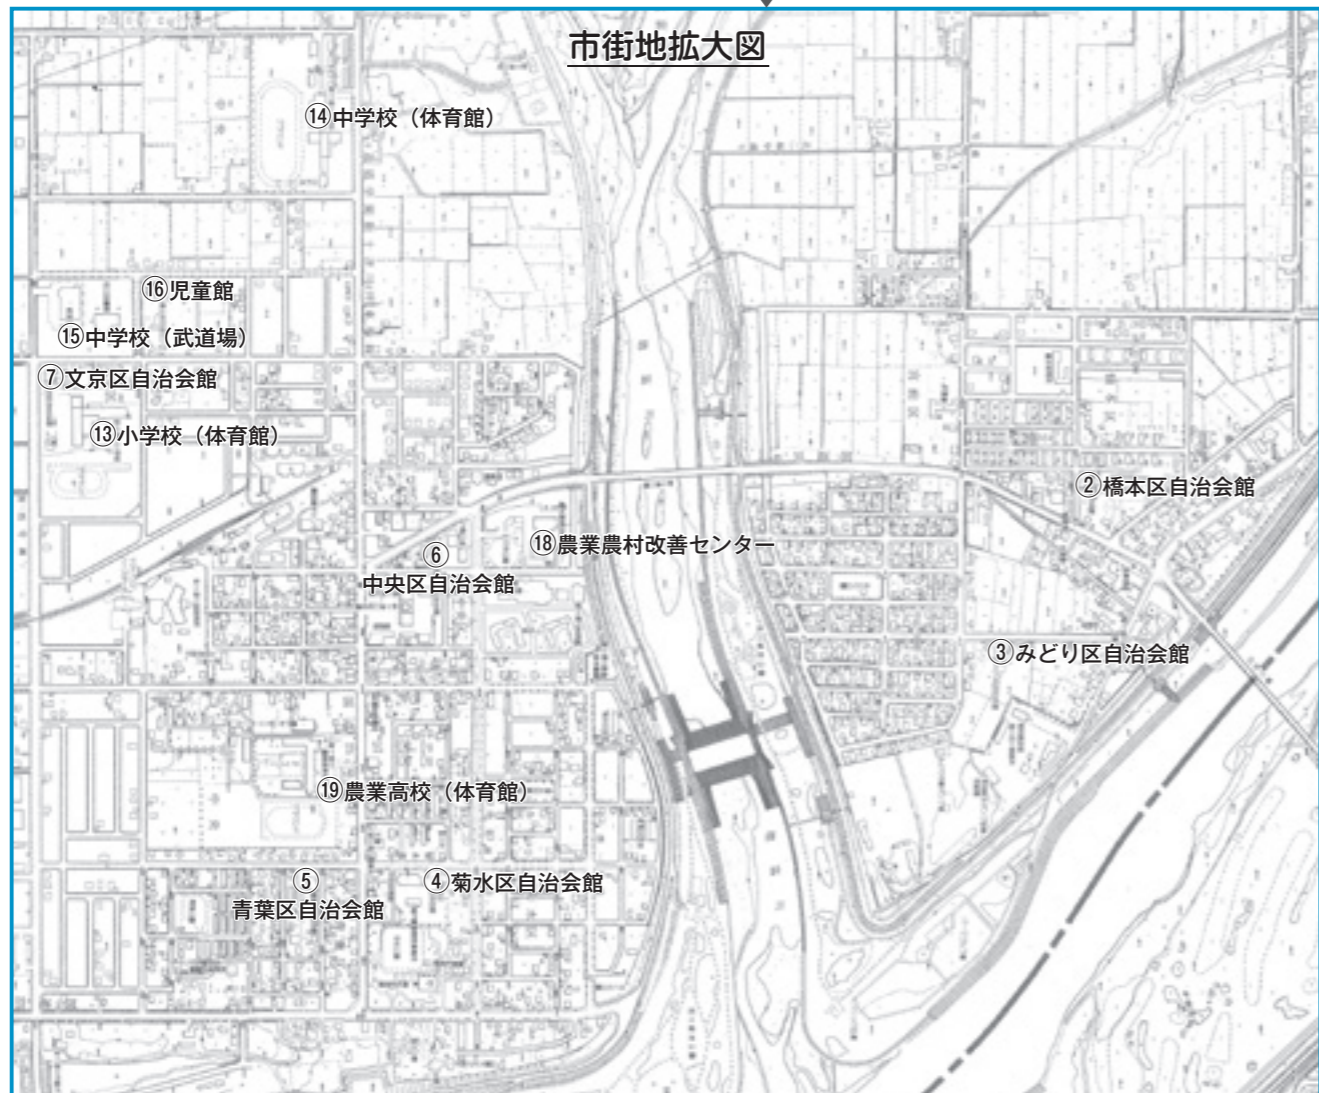 市街地拡大図
⑭中学校（体育館）
⑯児童館
⑮中学校（武道場）
⑦文京区自治会館
⑬小学校（体育館）
②橋本区自治会館
⑱農業農村改善センター
⑥
中央区自治会館
③みどり区自治会館
⑲農業高校（体育館）
⑤
青葉区自治会館
④菊水区自治会館